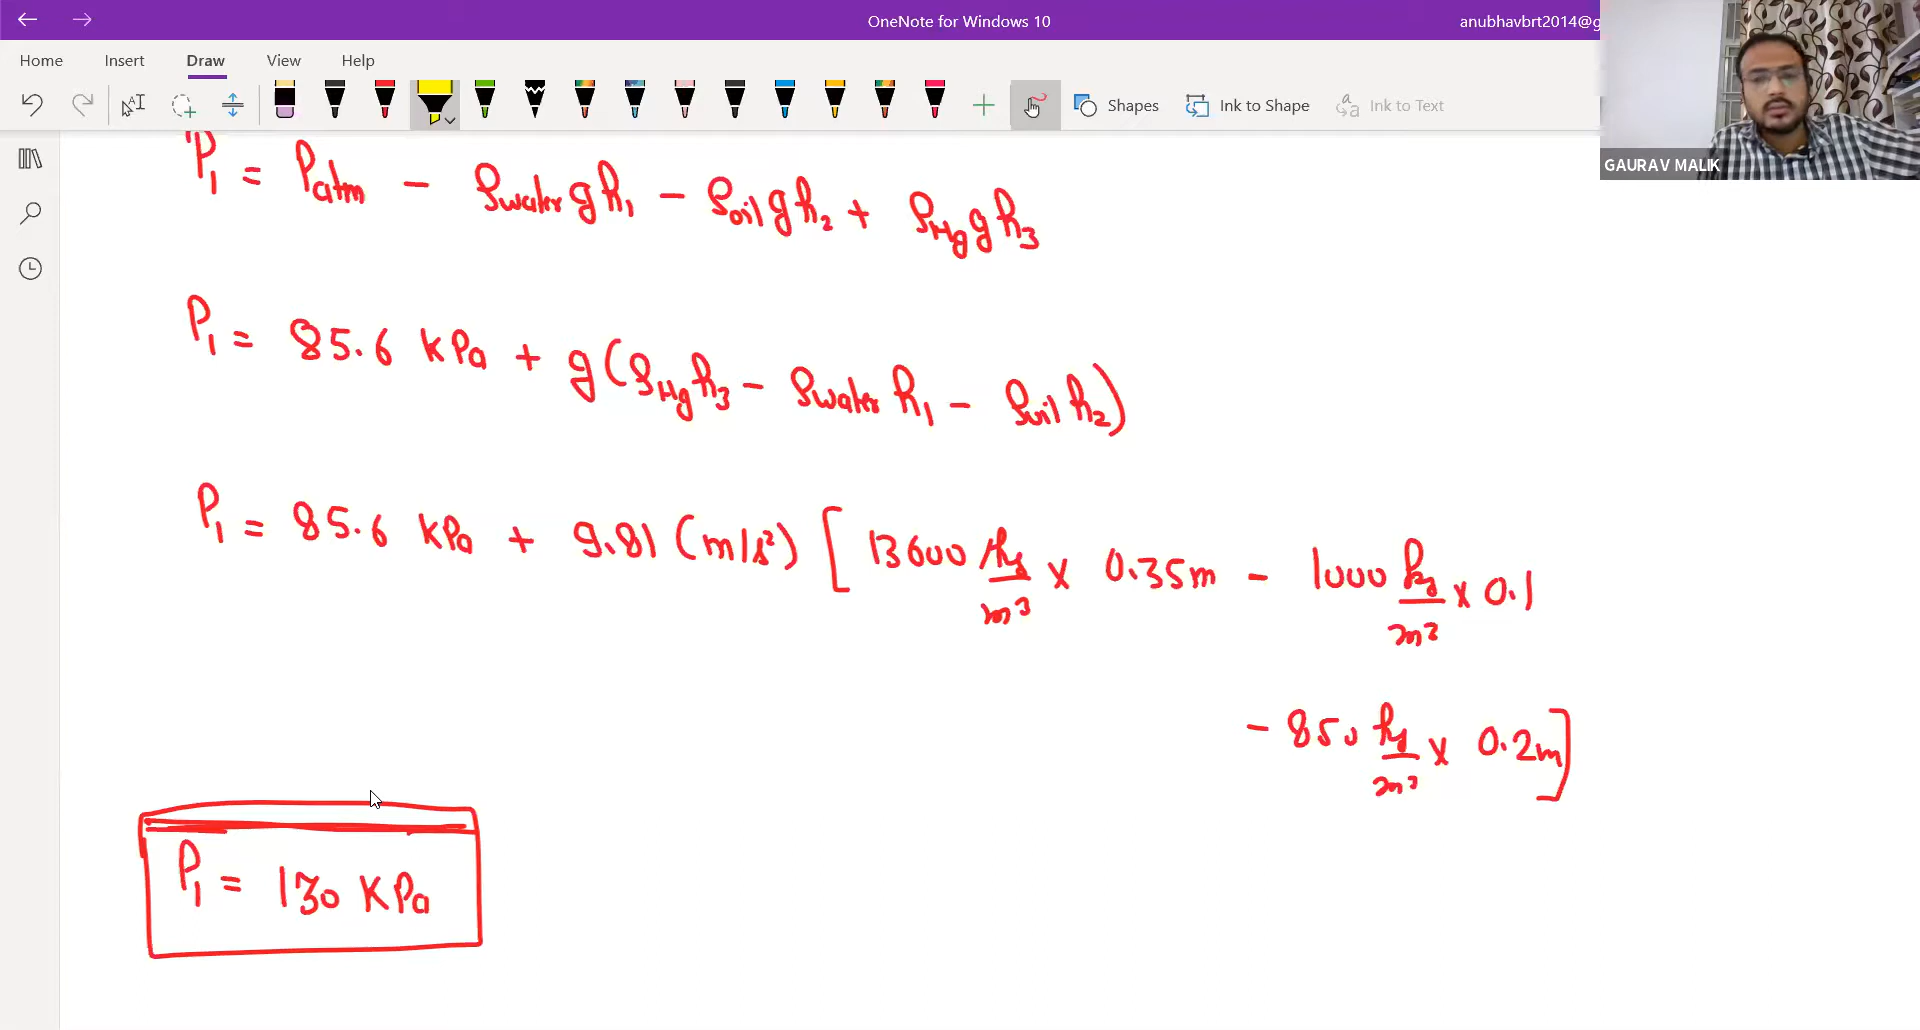 OneNote for Windows 10
anubhavbrt2014@g
Home Insert Draw View Help
Shapes Ink to Shape Ink to Text
GAURAV MALIK
P₁ = Patm - ρwater g h₁ - ρoil g h₂ + ρHg g h₃
P₁ = 85.6 kPa + g(ρHg h₃ - ρwater h₁ - ρoil h₂)
P₁ = 85.6 kPa + 9.81 (m/s²) [13600 kg/m³ × 0.35m - 1000 kg/m³ × 0.1
- 850 kg/m³ × 0.2m]
P₁ = 130 KPa